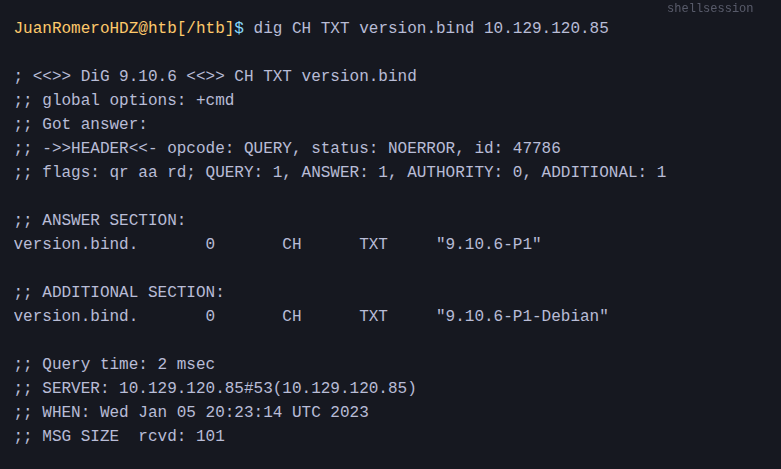 shellsession
JuanRomeroHDZ@htb[/htb]$ dig CH TXT version.bind 10.129.120.85
; <<>> DiG 9.10.6 <<>> CH TXT version.bind
;; global options: +cmd
;; Got answer:
;; ->>HEADER<<- opcode: QUERY, status: NOERROR, id: 47786
;; flags: qr aa rd; QUERY: 1, ANSWER: 1, AUTHORITY: 0, ADDITIONAL: 1
;; ANSWER SECTION:
version.bind.       0       CH      TXT     "9.10.6-P1"
;; ADDITIONAL SECTION:
version.bind.       0       CH      TXT     "9.10.6-P1-Debian"
;; Query time: 2 msec
;; SERVER: 10.129.120.85#53(10.129.120.85)
;; WHEN: Wed Jan 05 20:23:14 UTC 2023
;; MSG SIZE  rcvd: 101